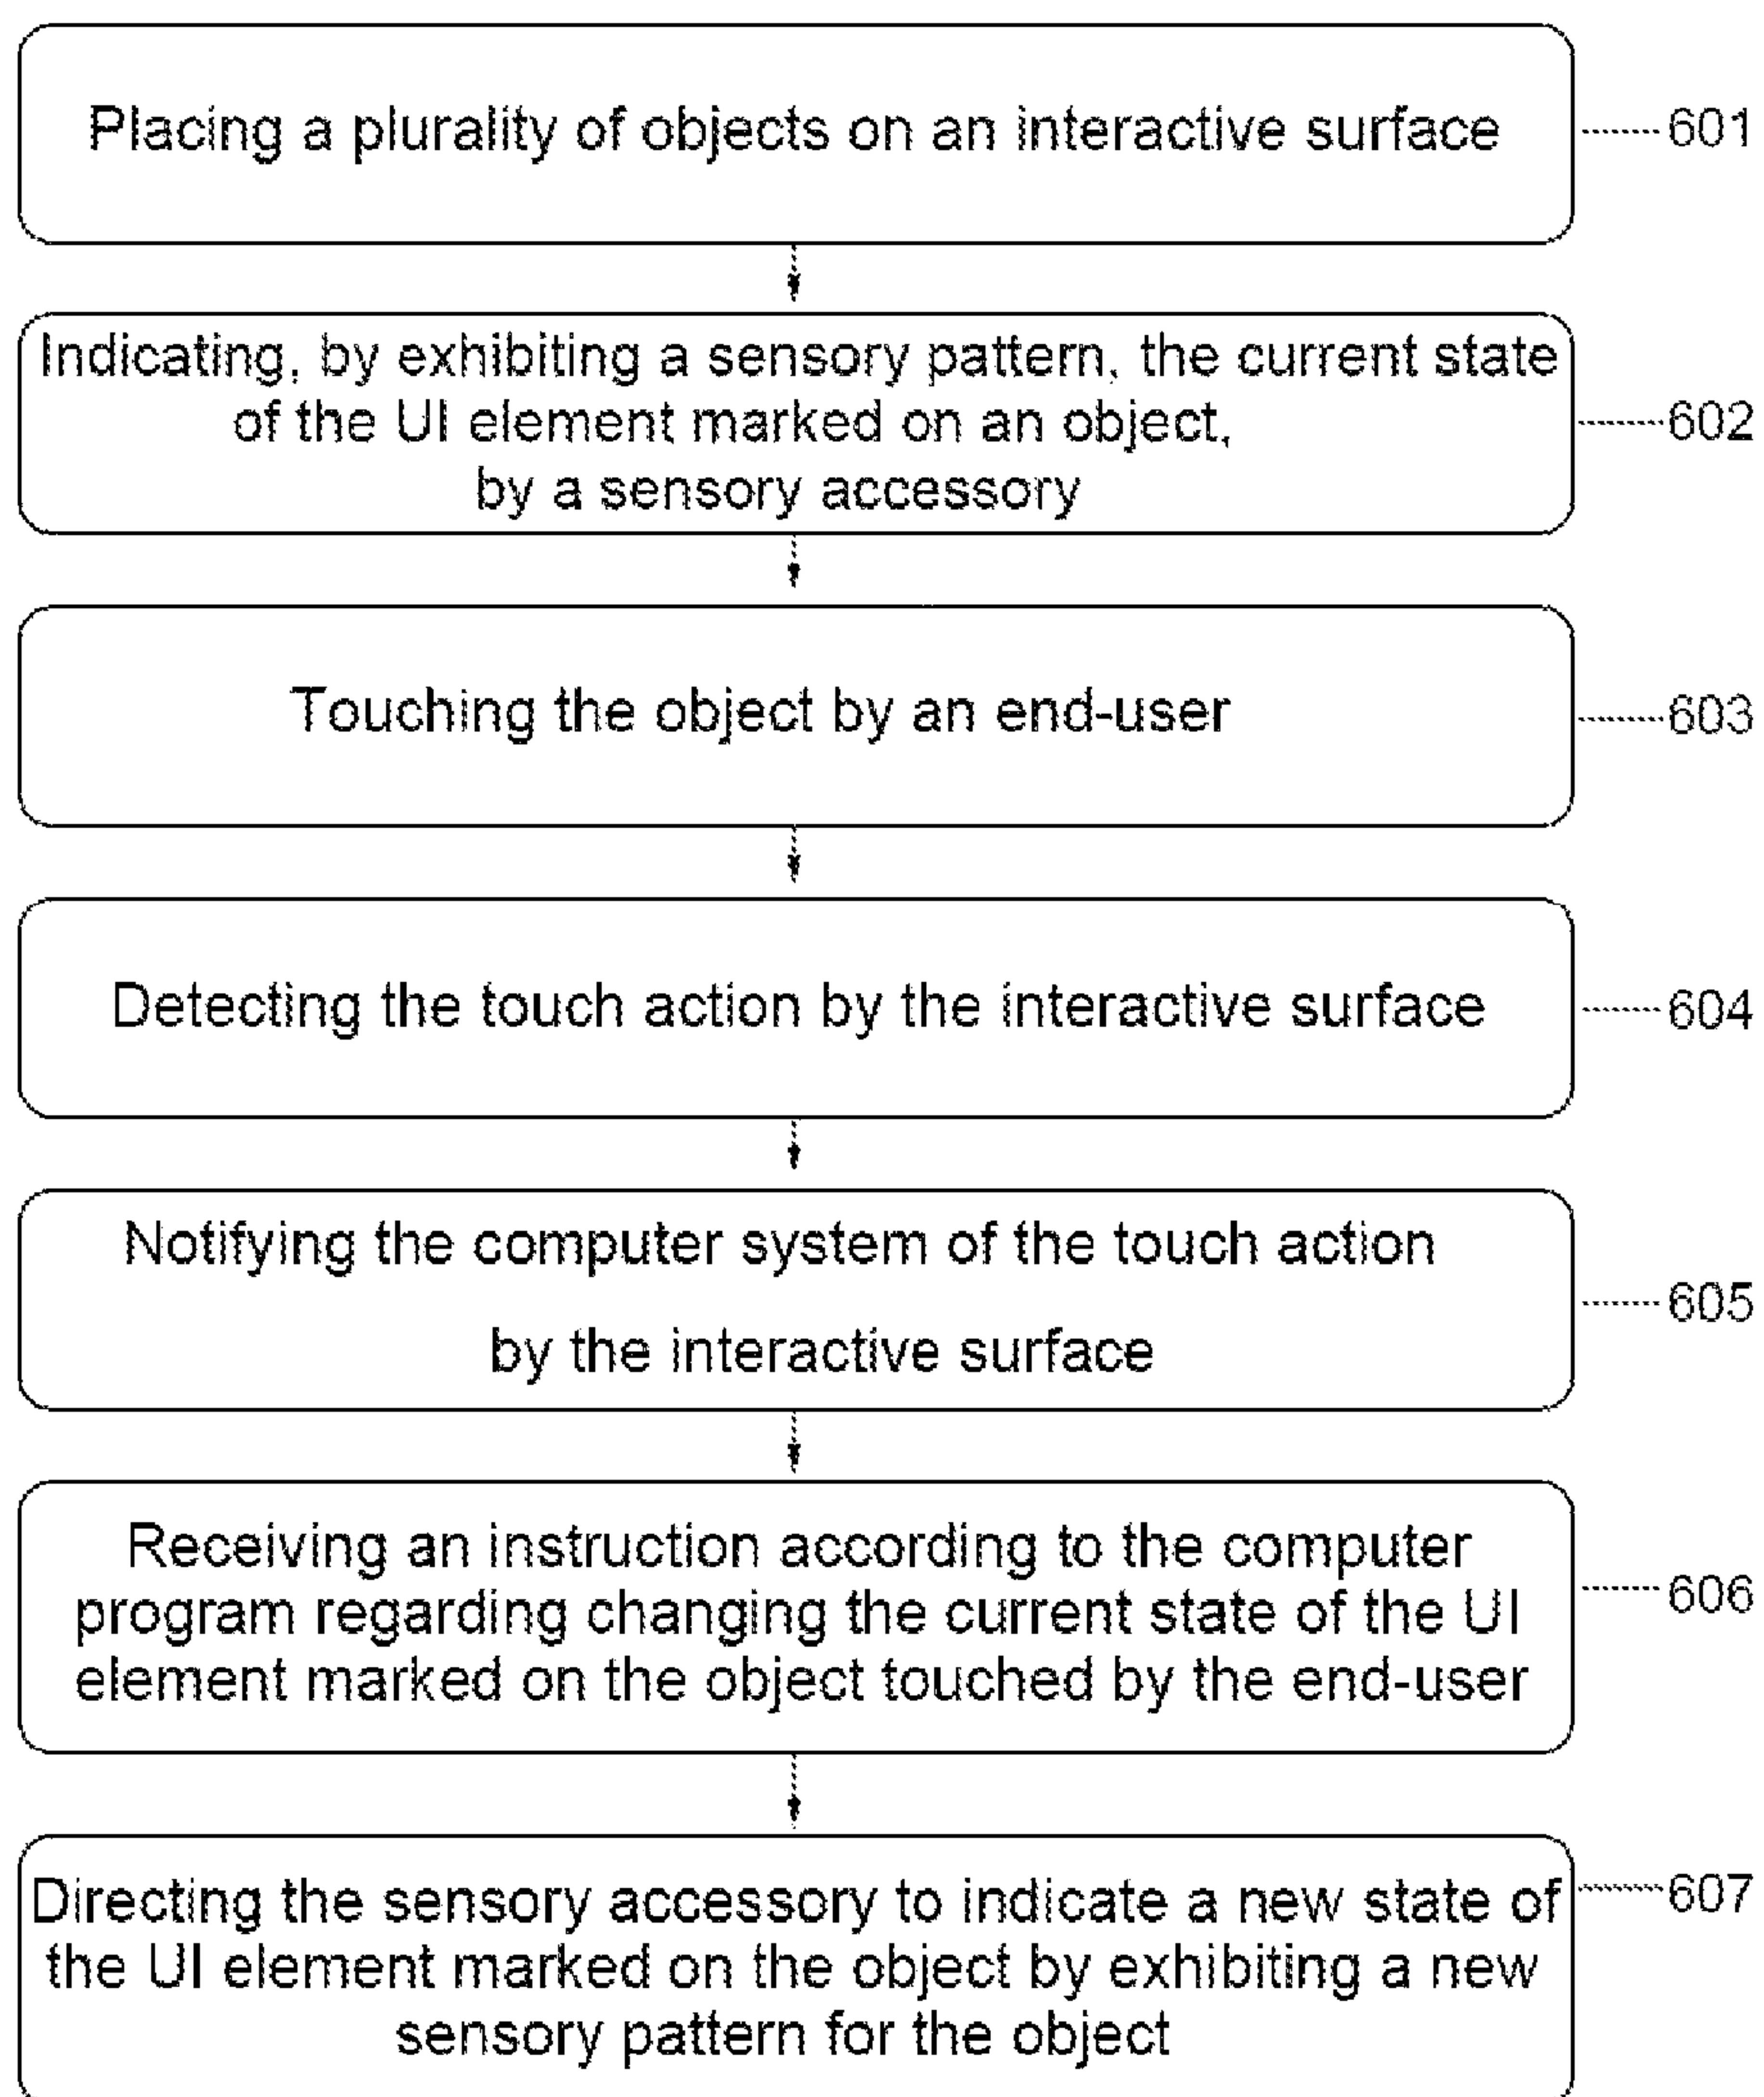 Placing a plurality of objects on an interactive surface
601
Indicating, by exhibiting a sensory pattern, the current state
of the UI element marked on an object,
by a sensory accessory
602
Touching the object by an end-user
603
Detecting the touch action by the interactive surface
604
Notifying the computer system of the touch action
by the interactive surface
605
Receiving an instruction according to the computer
program regarding changing the current state of the UI
element marked on the object touched by the end-user
606
Directing the sensory accessory to indicate a new state of
the UI element marked on the object by exhibiting a new
sensory pattern for the object
607